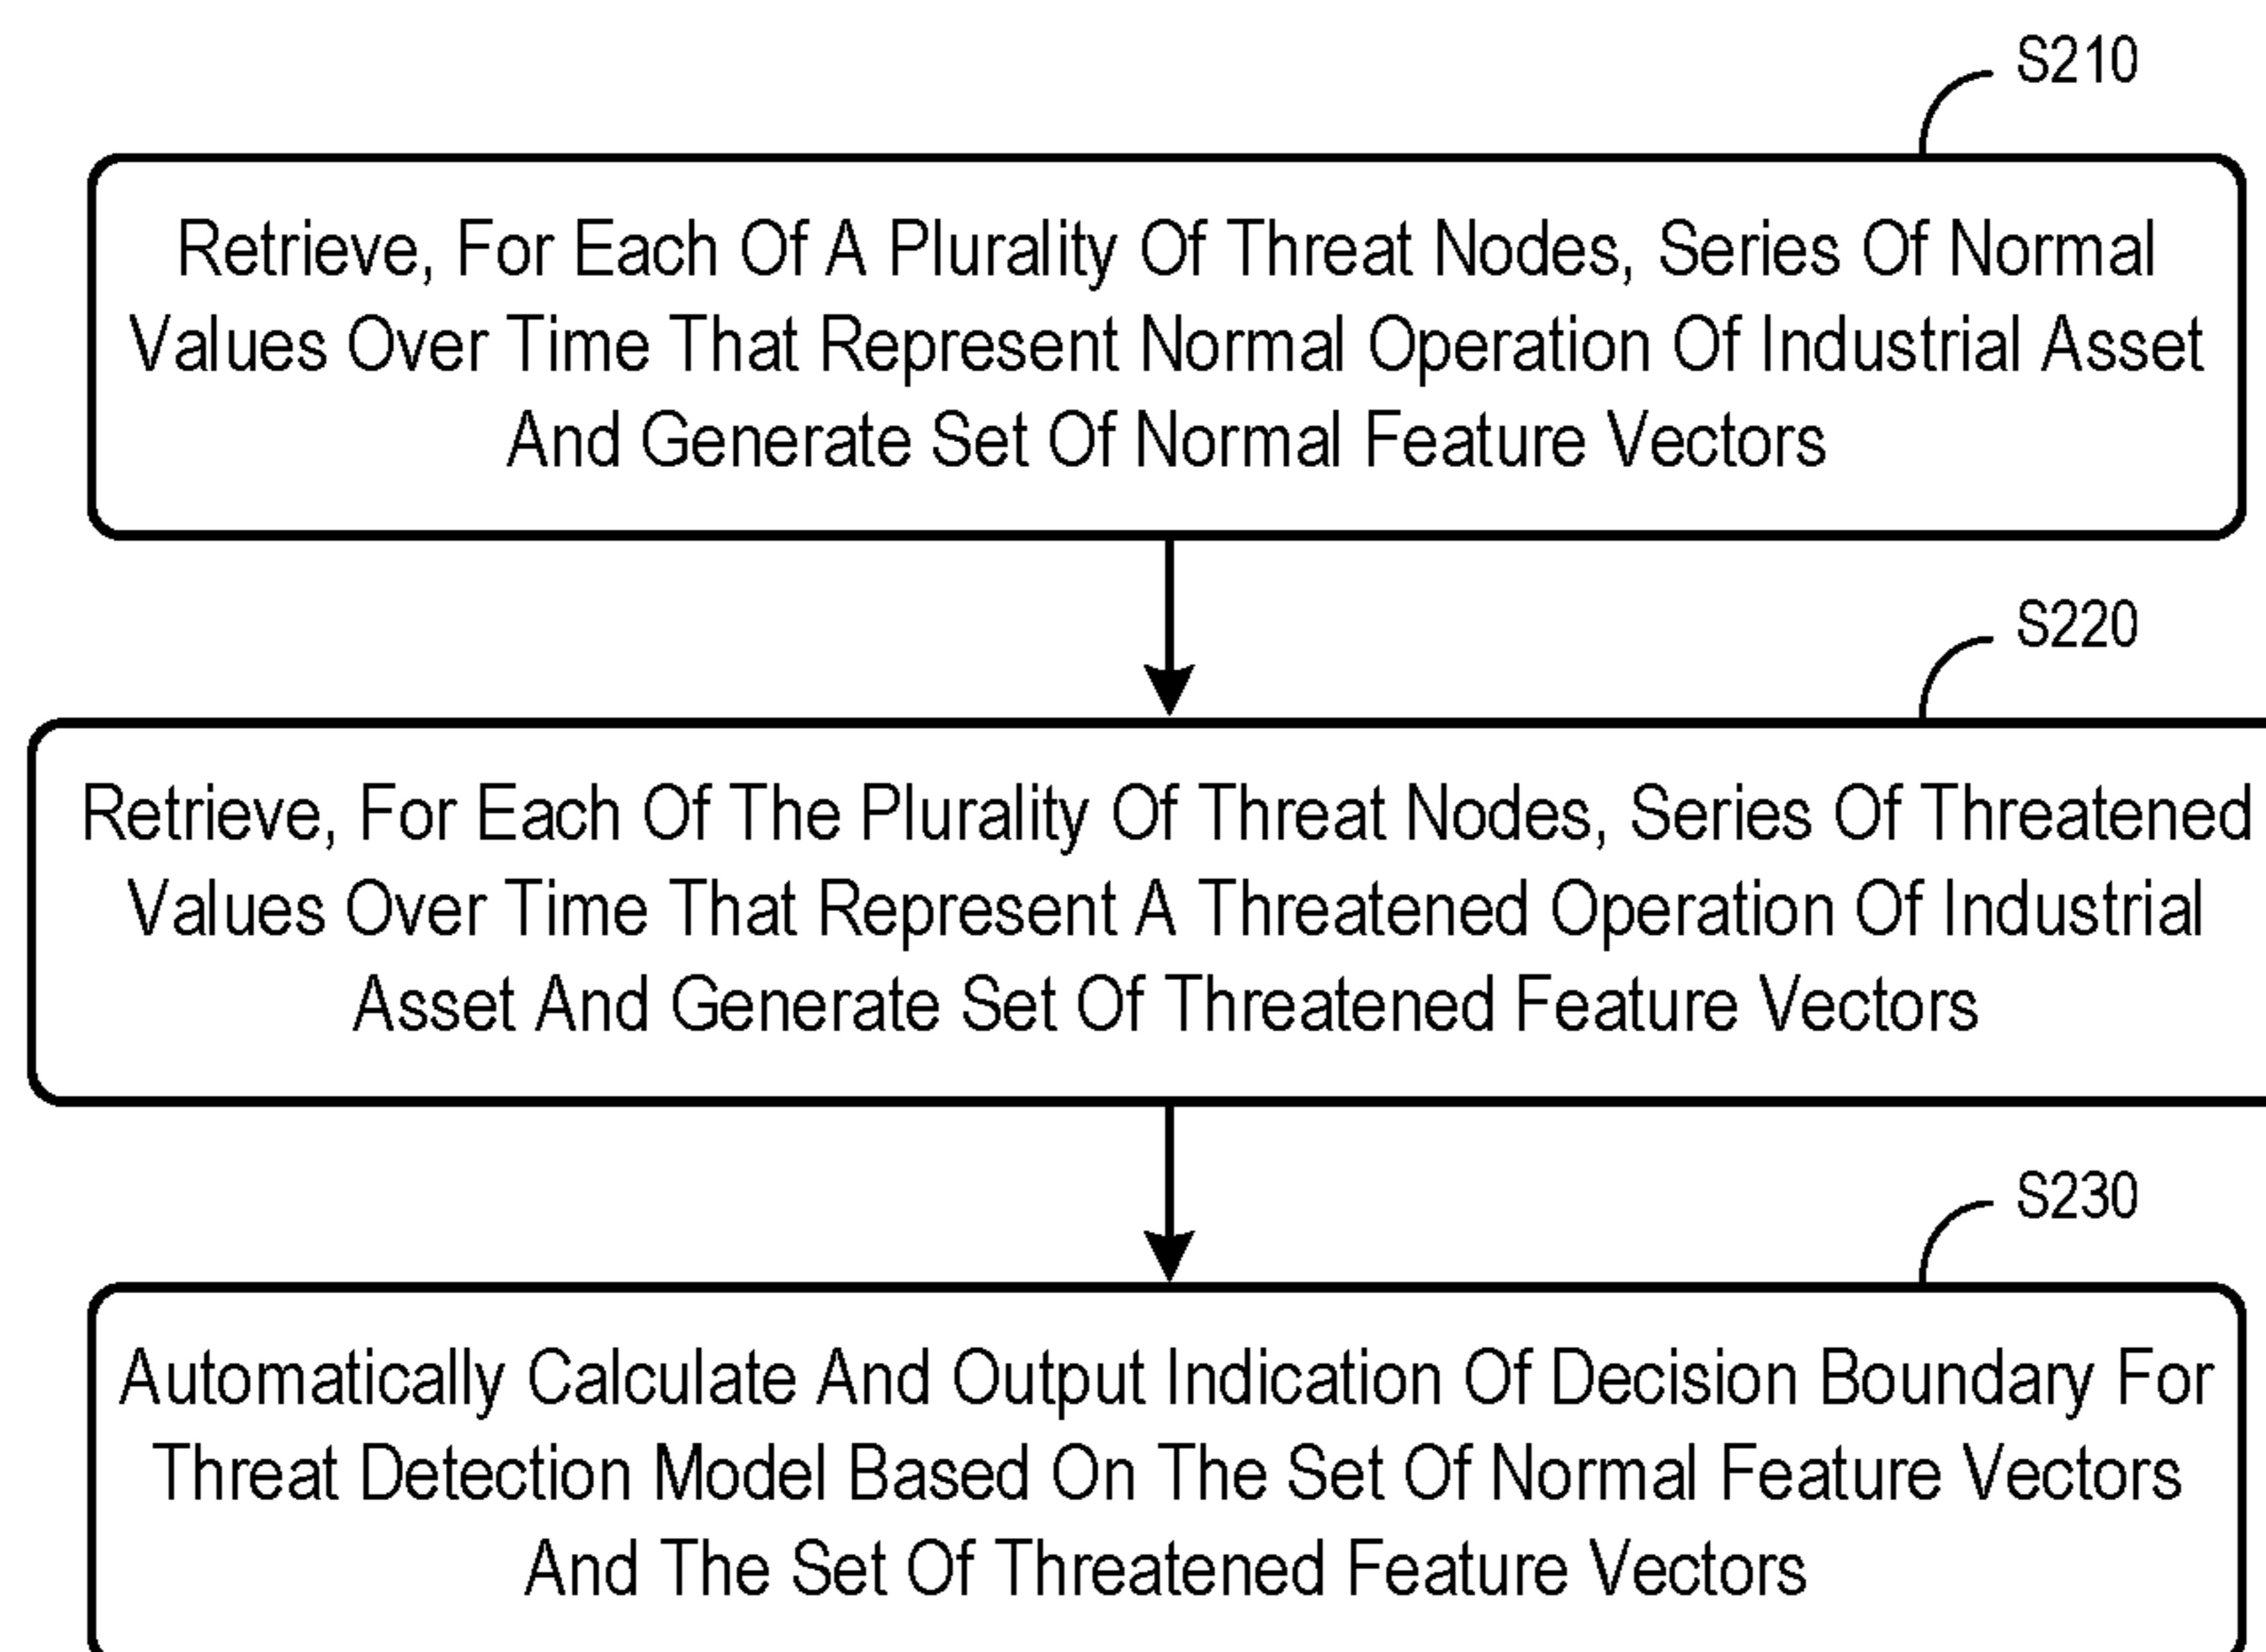 S210
Retrieve, For Each Of A Plurality Of Threat Nodes, Series Of Normal
Values Over Time That Represent Normal Operation Of Industrial Asset
And Generate Set Of Normal Feature Vectors
S220
Retrieve, For Each Of The Plurality Of Threat Nodes, Series Of Threatened
Values Over Time That Represent A Threatened Operation Of Industrial
Asset And Generate Set Of Threatened Feature Vectors
S230
Automatically Calculate And Output Indication Of Decision Boundary For
Threat Detection Model Based On The Set Of Normal Feature Vectors
And The Set Of Threatened Feature Vectors